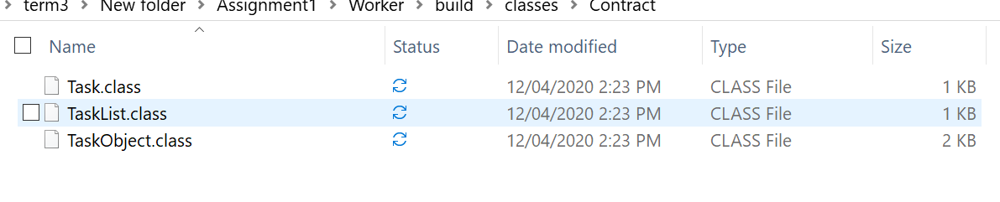 term3 > New folder > Assignment1 > Worker > build > classes > Contract
Name Status Date modified Type Size
Task.class 12/04/2020 2:23 PM CLASS File 1 KB
TaskList.class 12/04/2020 2:23 PM CLASS File 1 KB
TaskObject.class 12/04/2020 2:23 PM CLASS File 2 KB